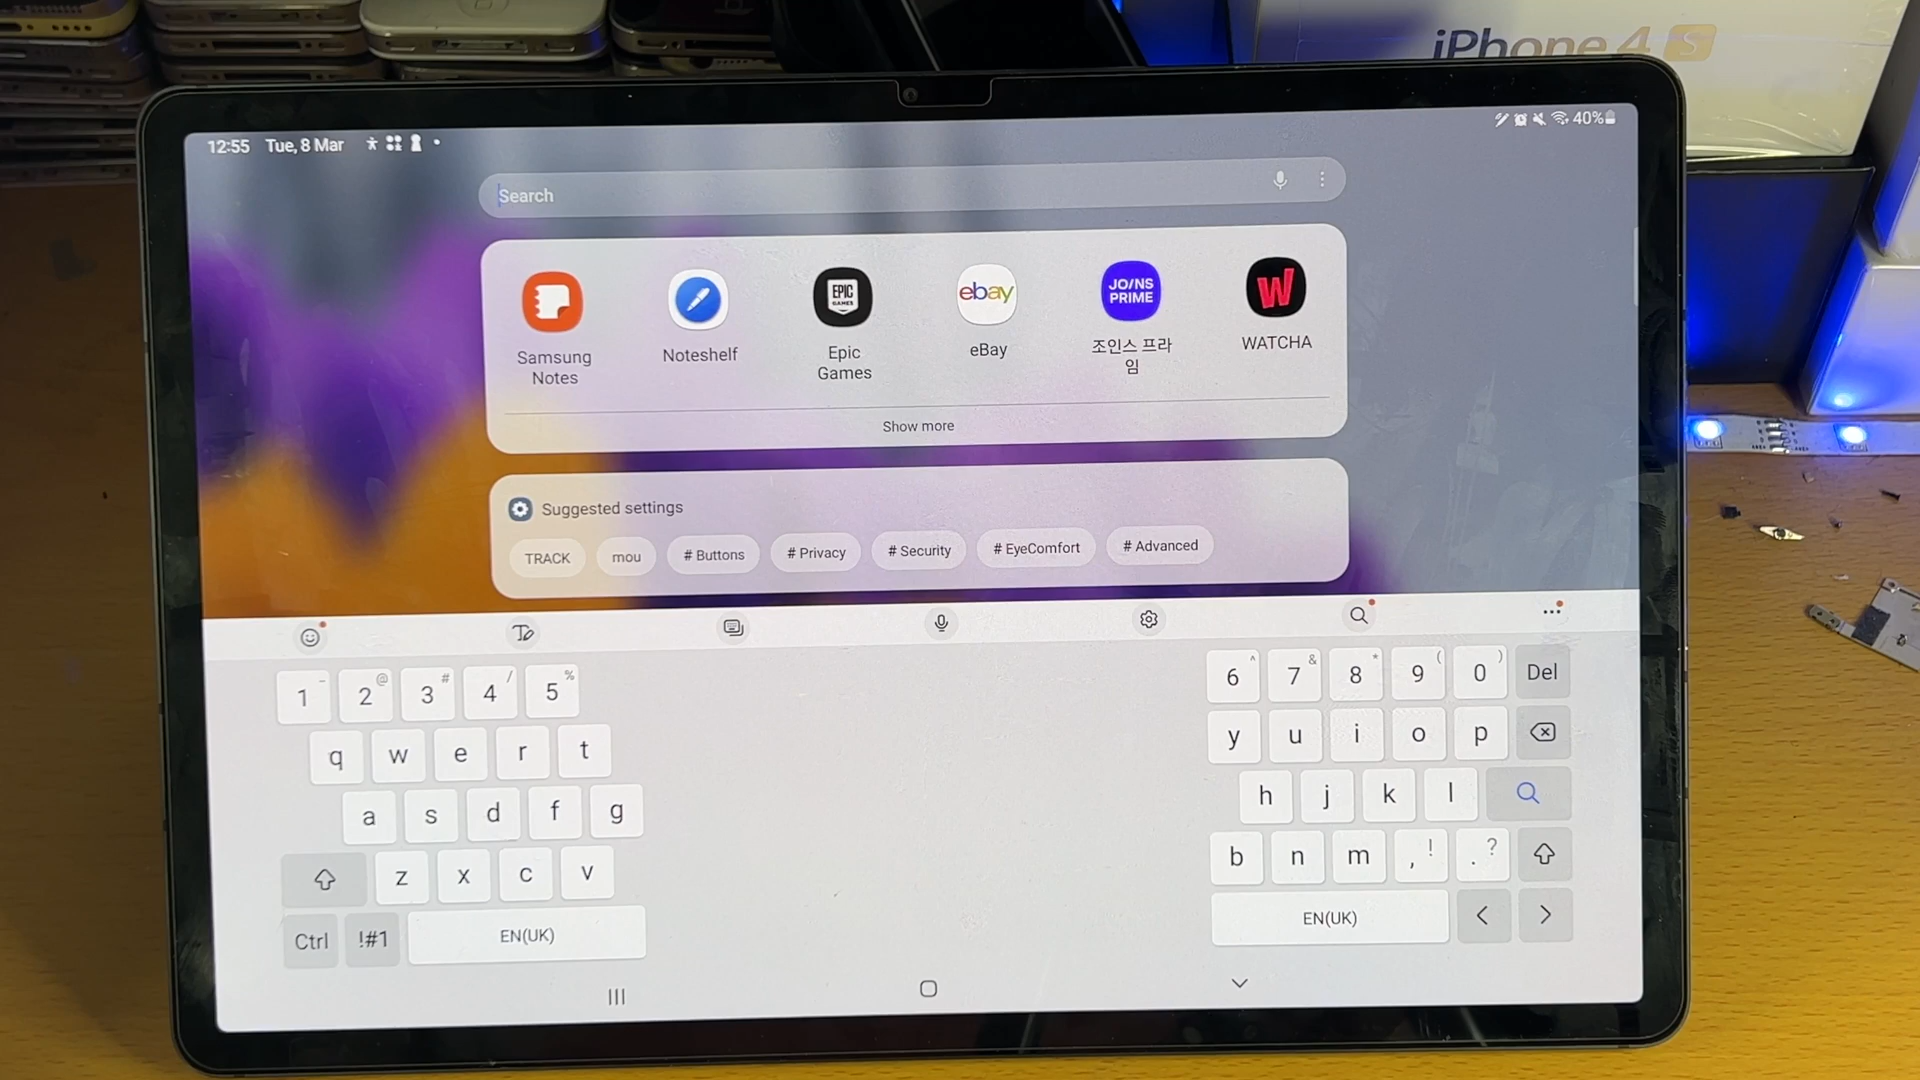 iPhone 4 S
12:55 Tue, 8 Mar
40%
Search
EPIC
GAMES
ebay
JO/NS
PRIME
W
Samsung
Notes
Noteshelf
Epic
Games
eBay
조인스 프라
임
WATCHA
Show more
Suggested settings
TRACK mou # Buttons # Privacy # Security # EyeComfort # Advanced
1 2 @ 3 # 4 / 5 % 6 ^ 7 & 8 * 9 ( 0 ) Del
q w e r t y u i o p
a s d f g h j k l
z x c v b n m , ! . ?
Ctrl !#1 EN(UK) EN(UK) < >